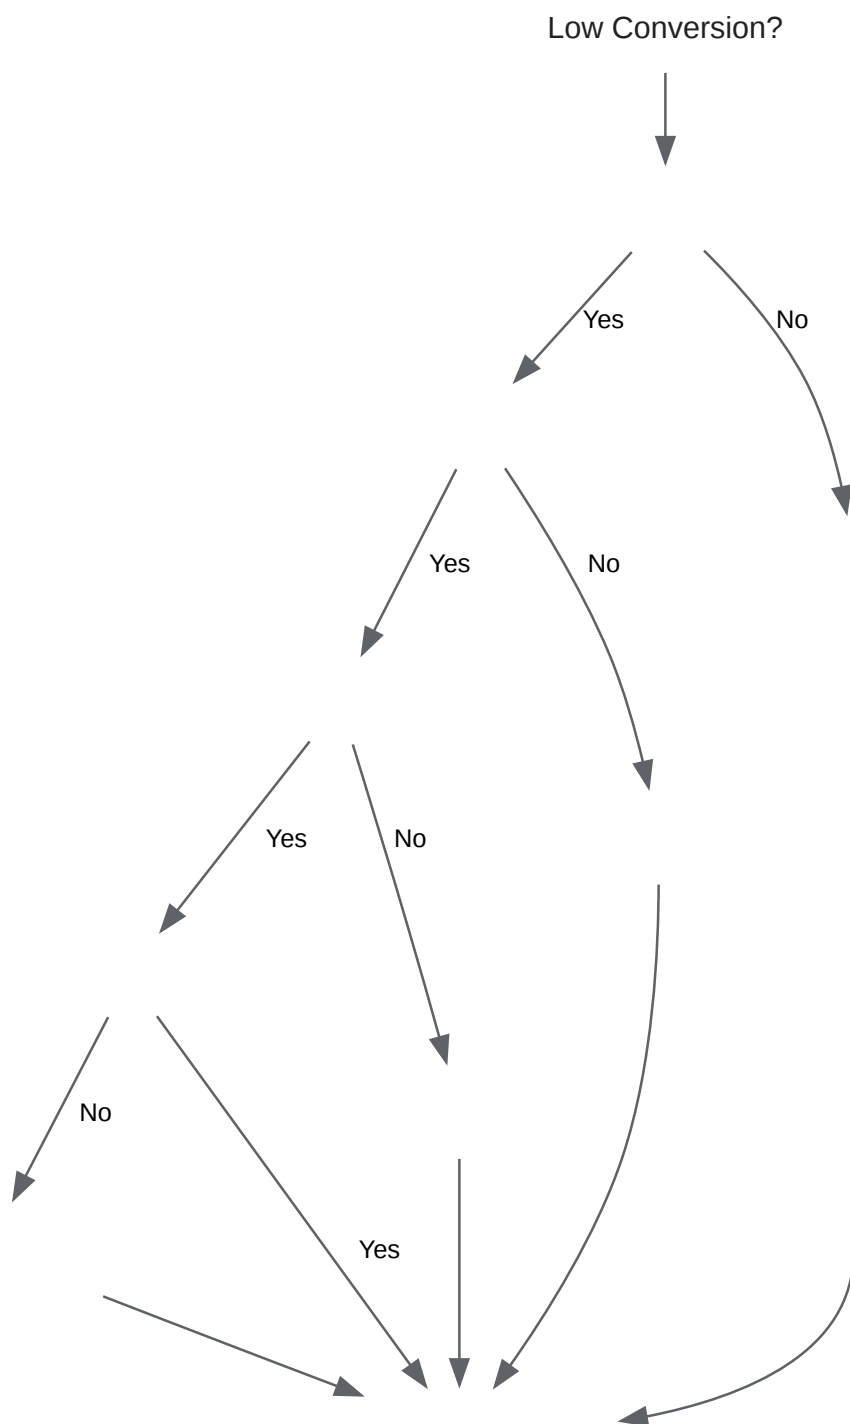 Low Conversion?
Yes
No
Yes
No
Yes
No
No
Yes